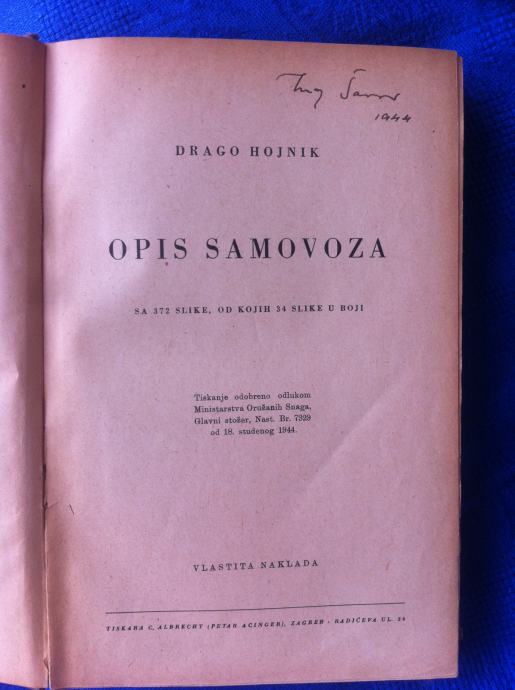 1944
DRAGO HOJNIK
OPIS SAMOVOZA
SA 372 SLIKE, OD KOJIH 34 SLIKE U BOJI
Tiskanje odobreno odlukom
Ministarstva Oružanih Snaga,
Glavni stožer, Nast. Br. 7329
od 18. studenog 1944.
VLASTITA NAKLADA
TISKARA C. ALBRECHT (PETAR ACINGER), ZAGREB - RADIĆEVA UL. 26